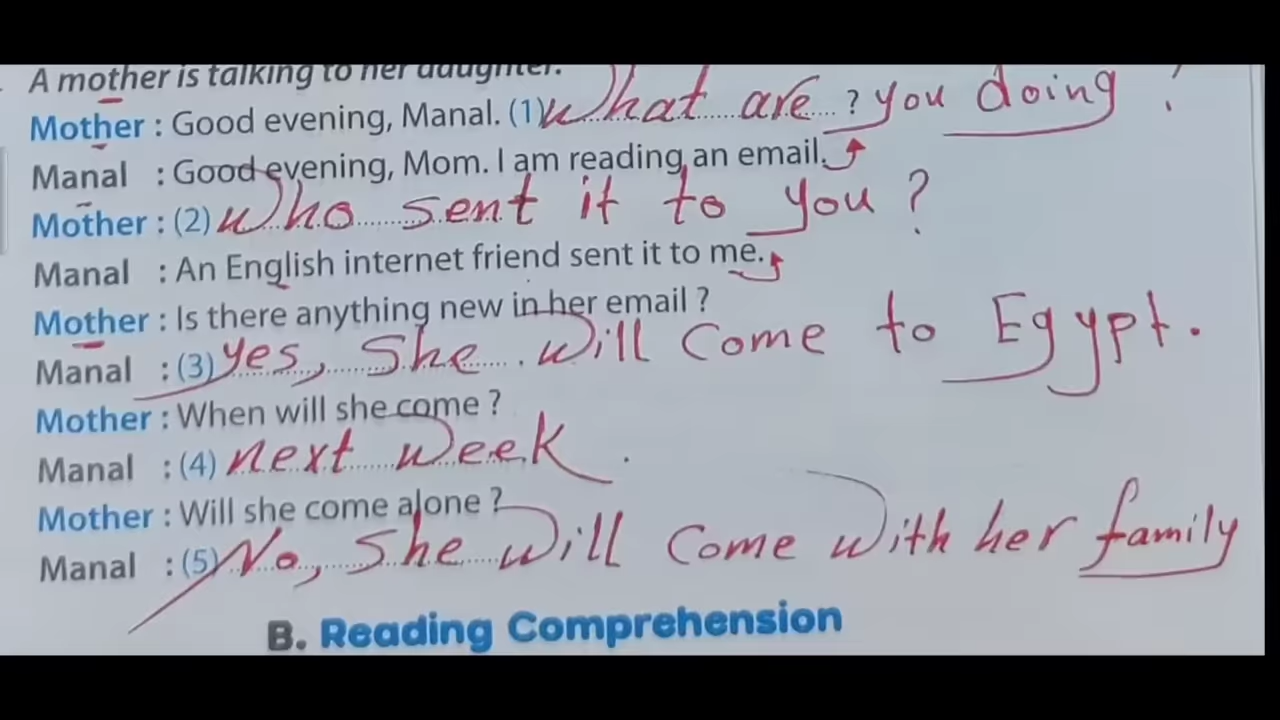 A mother is talking to her daughter.
Mother : Good evening, Manal. (1) What are ? you doing ?
Manal : Good evening, Mom. I am reading an email.
Mother : (2) Who sent it to you ?
Manal : An English internet friend sent it to me.
Mother : Is there anything new in her email ?
Manal : (3) yes, She will come to Egypt.
Mother : When will she come ?
Manal : (4) next week.
Mother : Will she come alone ?
Manal : (5) No, She will come with her family
B. Reading Comprehension